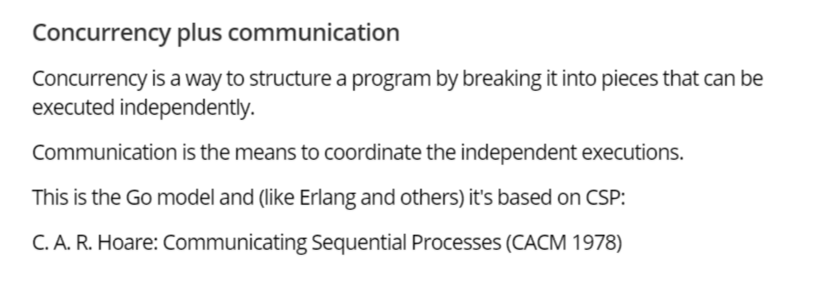 Concurrency plus communication
Concurrency is a way to structure a program by breaking it into pieces that can be
executed independently.
Communication is the means to coordinate the independent executions.
This is the Go model and (like Erlang and others) it's based on CSP:
C. A. R. Hoare: Communicating Sequential Processes (CACM 1978)